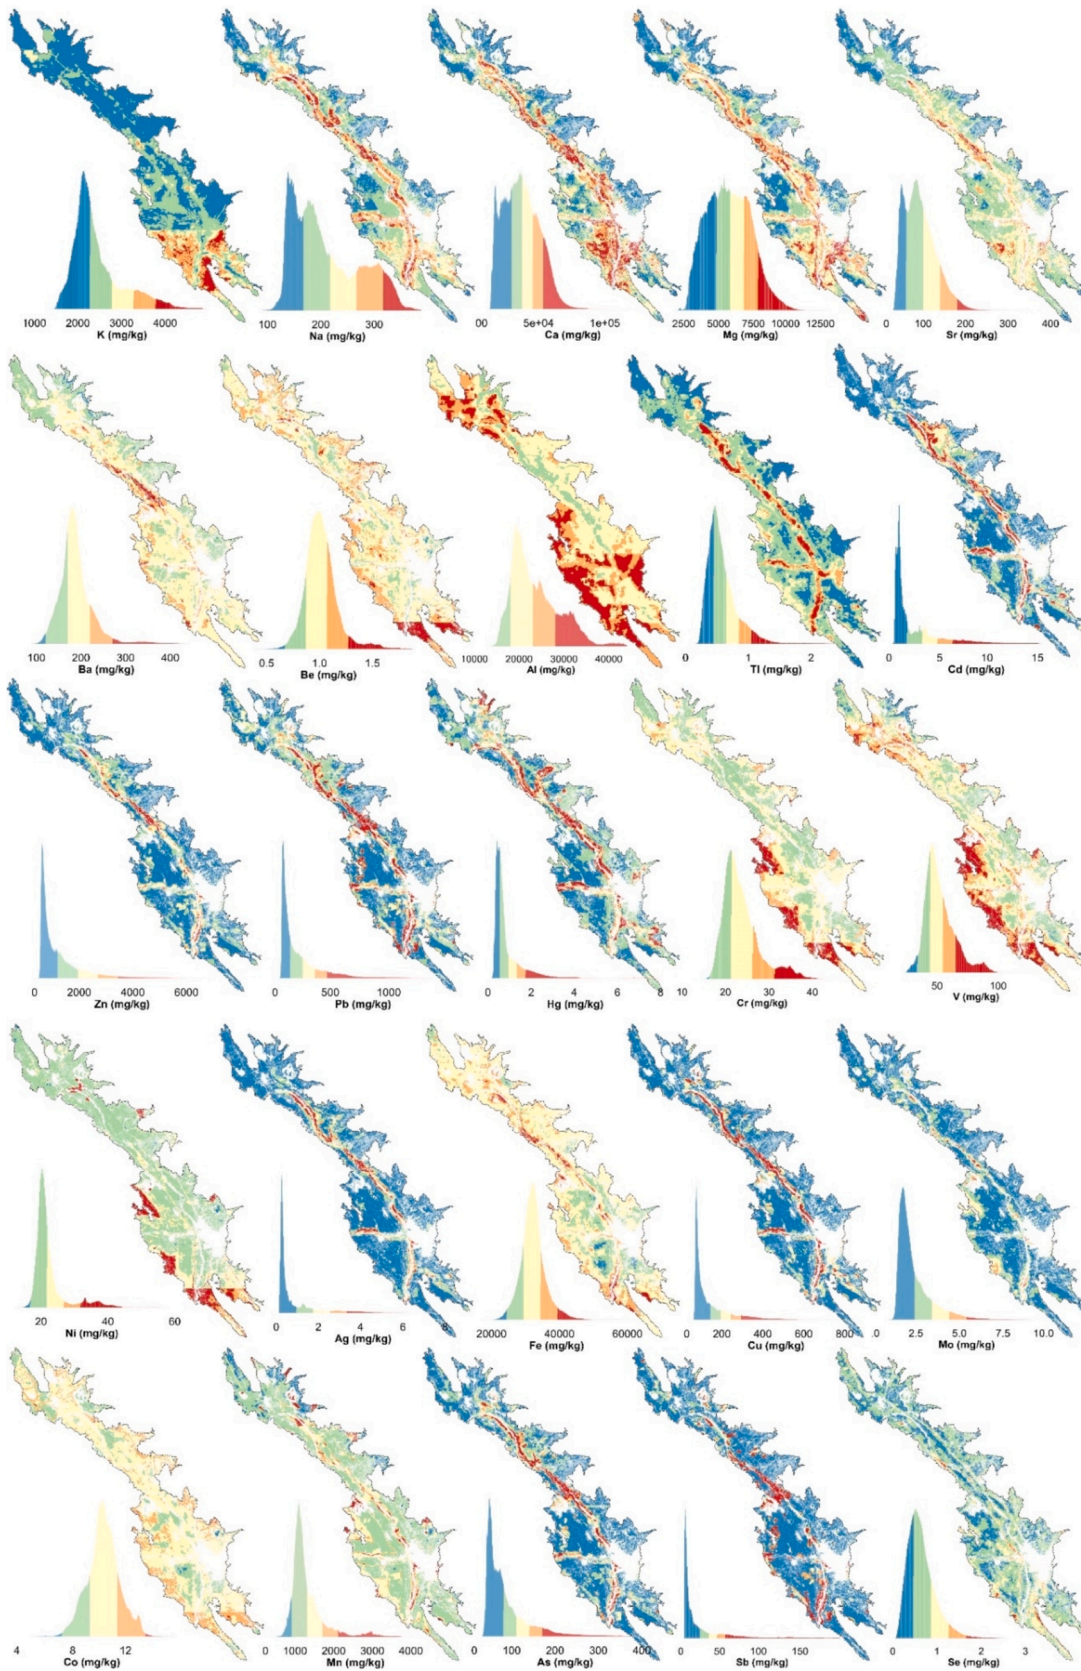 1000 2000 3000 4000
K (mg/kg)
100 200 300
Na (mg/kg)
00 5e+04 1e+05
Ca (mg/kg)
2500 5000 7500 10000 12500
Mg (mg/kg)
0 100 200 300 400
Sr (mg/kg)
100 200 300 400
Ba (mg/kg)
0.5 1.0 1.5
Be (mg/kg)
10000 20000 30000 40000
Al (mg/kg)
0 1 2
Tl (mg/kg)
0 5 10 15
Cd (mg/kg)
0 2000 4000 6000
Zn (mg/kg)
0 500 1000
Pb (mg/kg)
0 2 4 6 8
Hg (mg/kg)
10 20 30 40
Cr (mg/kg)
50 100
V (mg/kg)
20 40 60
Ni (mg/kg)
0 2 4 6 8
Ag (mg/kg)
20000 40000 60000
Fe (mg/kg)
0 200 400 600 800
Cu (mg/kg)
.0 2.5 5.0 7.5 10.0
Mo (mg/kg)
4 8 12
Co (mg/kg)
0 1000 2000 3000 4000
Mn (mg/kg)
0 100 200 300 400
As (mg/kg)
0 50 100 150
Sb (mg/kg)
0 1 2 3
Se (mg/kg)